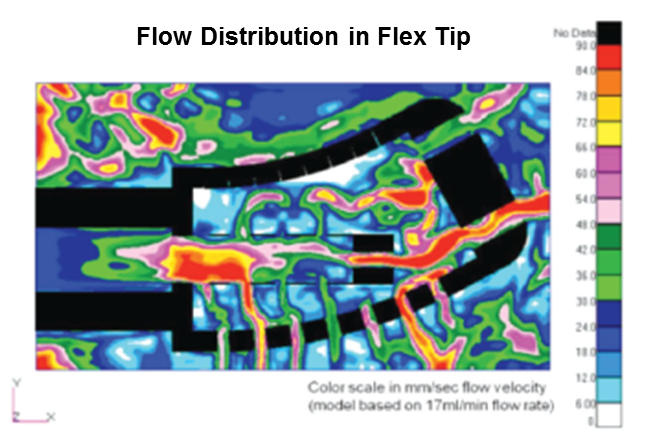 Flow Distribution in Flex Tip
No Data
90.0
84.0
78.0
72.0
66.0
60.0
54.0
48.0
42.0
36.0
30.0
24.0
18.0
12.0
6.00
0.
Y
Z X
Color scale in mm/sec flow velocity
(model based on 17ml/min flow rate)